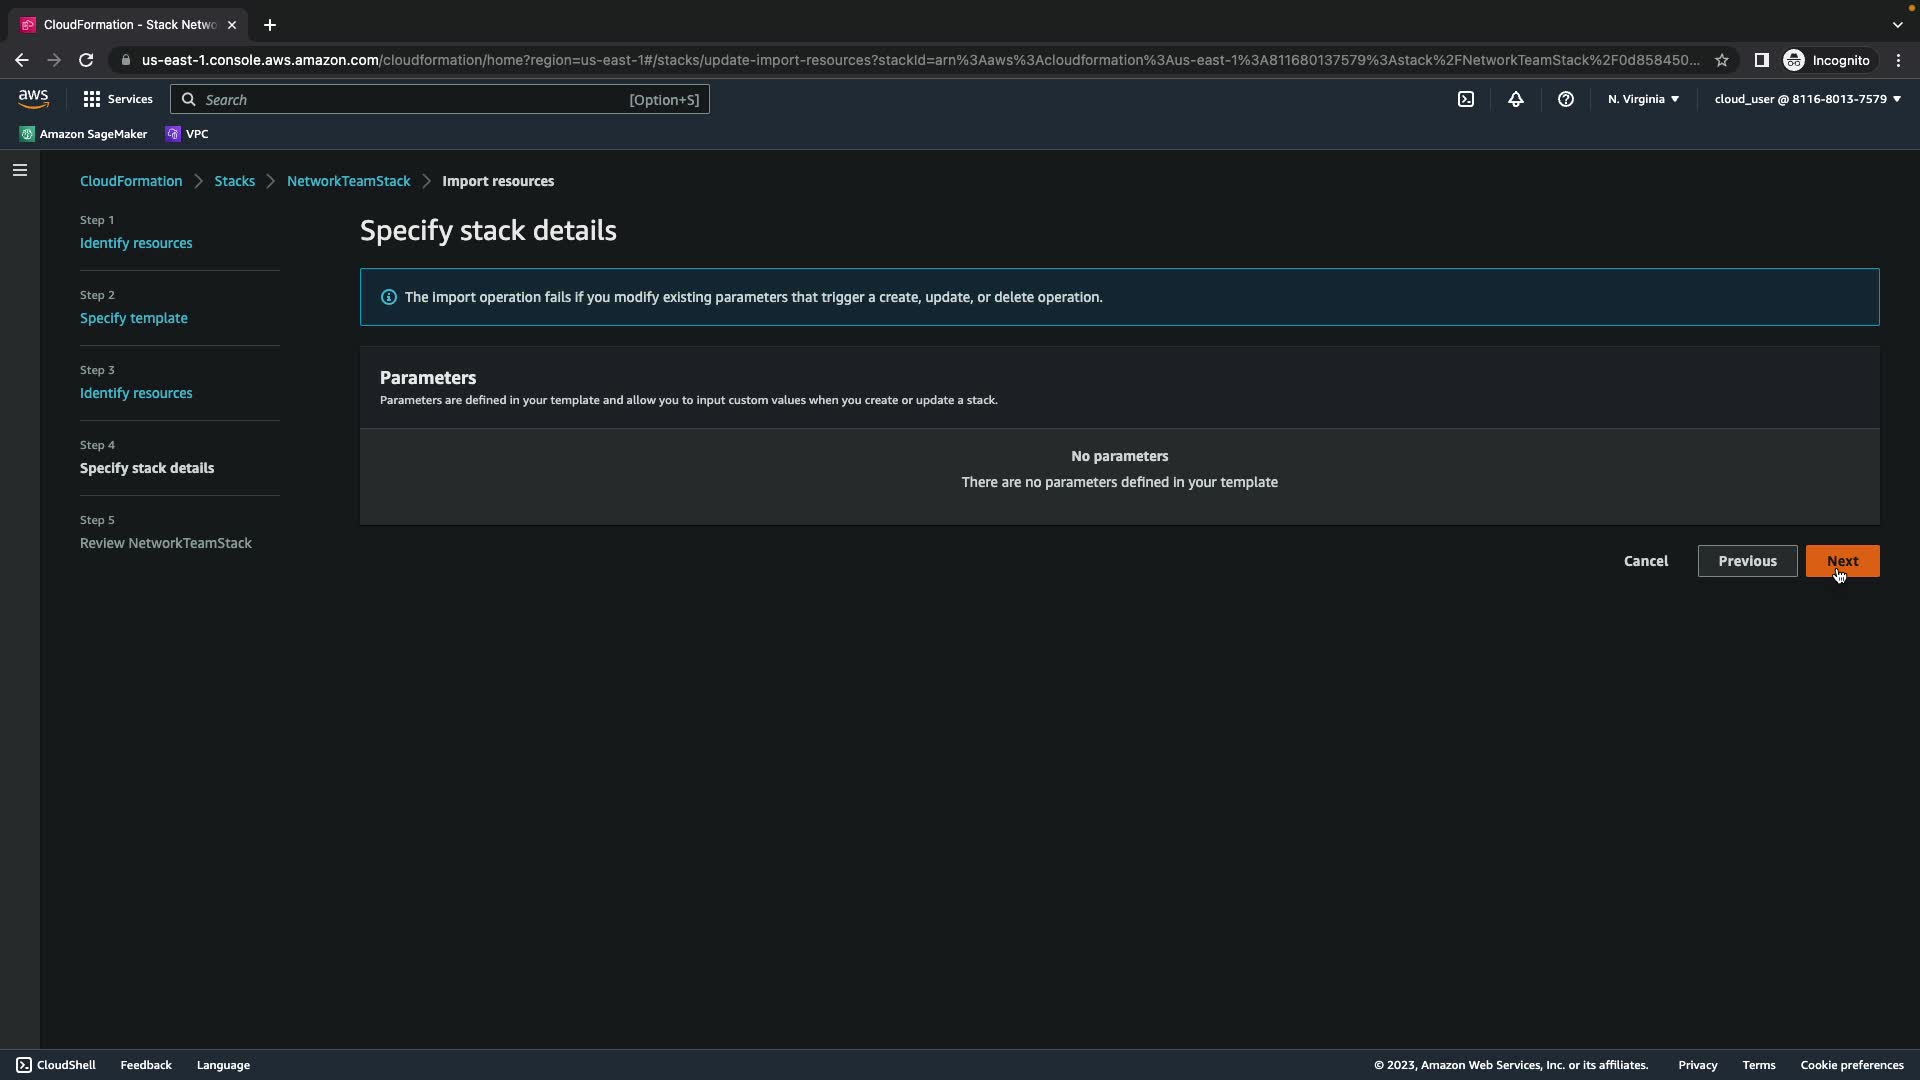 CloudFormation - Stack Netwo
us-east-1.console.aws.amazon.com/cloudformation/home?region=us-east-1#/stacks/update-import-resources?stackId=arn%3Aaws%3Acloudformation%3Aus-east-1%3A811680137579%3Astack%2FNetworkTeamStack%2F0d858450...
Incognito
aws
Services
Search
[Option+S]
N. Virginia
cloud_user @ 8116-8013-7579
Amazon SageMaker
VPC
CloudFormation
Stacks
NetworkTeamStack
Import resources
Step 1
Identify resources
Step 2
Specify template
Step 3
Identify resources
Step 4
Specify stack details
Step 5
Review NetworkTeamStack
Specify stack details
The import operation fails if you modify existing parameters that trigger a create, update, or delete operation.
Parameters
Parameters are defined in your template and allow you to input custom values when you create or update a stack.
No parameters
There are no parameters defined in your template
Cancel
Previous
Next
CloudShell
Feedback
Language
© 2023, Amazon Web Services, Inc. or its affiliates.
Privacy
Terms
Cookie preferences